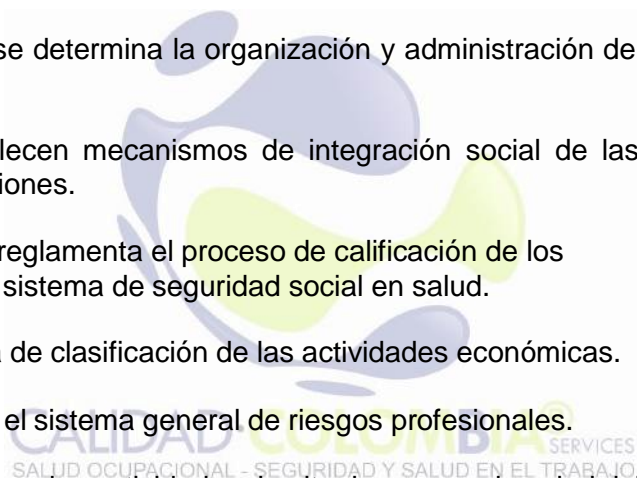 se determina la organización y administración de
lecen mecanismos de integración social de las
iones.
reglamenta el proceso de calificación de los
sistema de seguridad social en salud.
de clasificación de las actividades económicas.
el sistema general de riesgos profesionales.
CALIDAD COLOMBIA®
SERVICES
SALUD OCUPACIONAL - SEGURIDAD Y SALUD EN EL TRABAJO